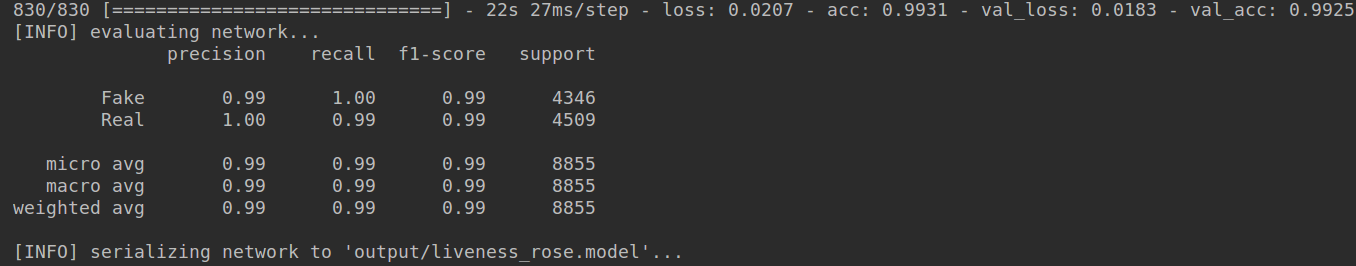 830/830 [==============================] - 22s 27ms/step - loss: 0.0207 - acc: 0.9931 - val_loss: 0.0183 - val_acc: 0.9925
[INFO] evaluating network...
              precision    recall  f1-score   support

        Fake       0.99      1.00      0.99      4346
        Real       1.00      0.99      0.99      4509

   micro avg       0.99      0.99      0.99      8855
   macro avg       0.99      0.99      0.99      8855
weighted avg       0.99      0.99      0.99      8855

[INFO] serializing network to 'output/liveness_rose.model'...